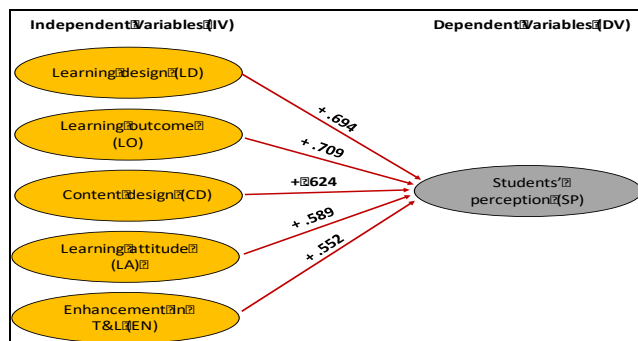 Independent Variables (IV)
Dependent Variables (DV)
Learning design (LD)
+ .694
Learning outcome
(LO)
+ .709
Content design (CD)
+ .624
Students'
perception (SP)
Learning attitude
(LA)
+ .589
Enhancement in
T&L (EN)
+ .552